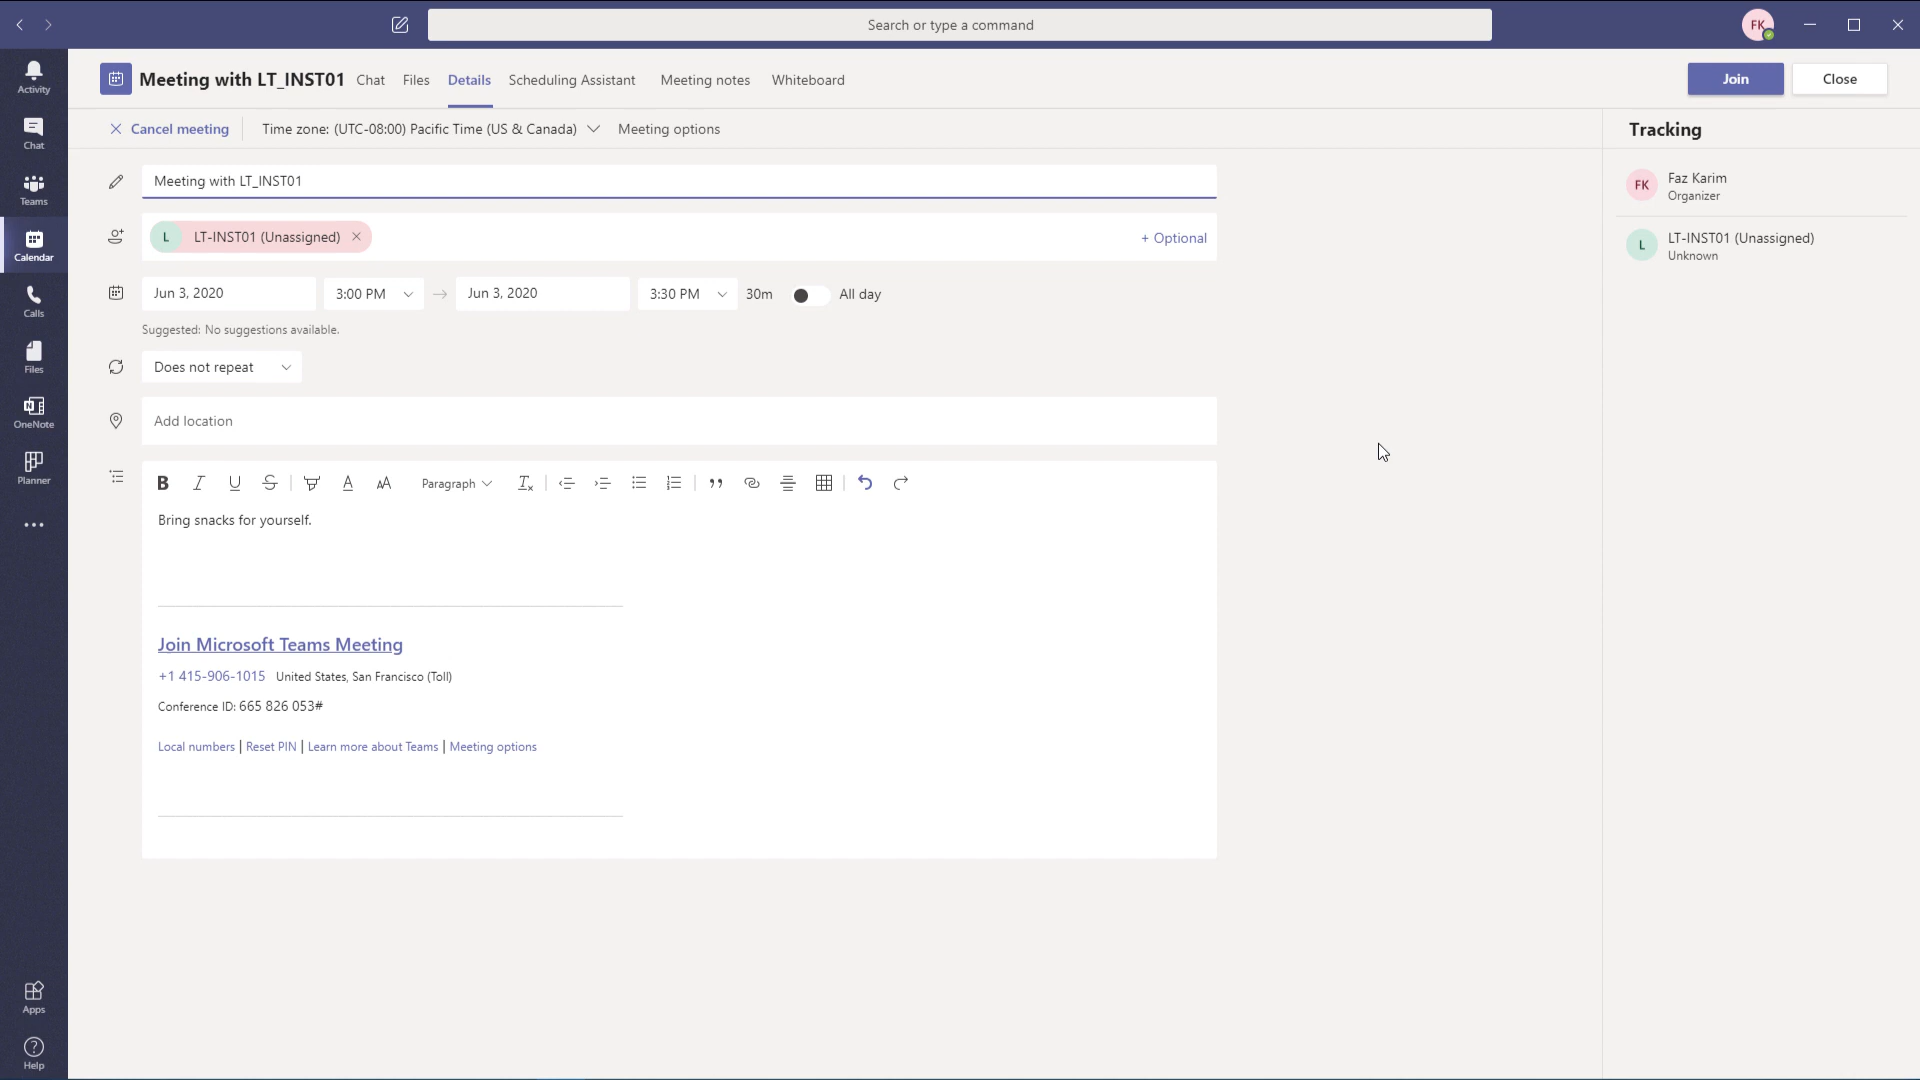 Search or type a command
FK
Activity
Chat
Teams
Calendar
Calls
Files
OneNote
Planner
Apps
Help
Meeting with LT_INST01 Chat Files Details Scheduling Assistant Meeting notes Whiteboard
Join Close
Cancel meeting Time zone: (UTC-08:00) Pacific Time (US & Canada) Meeting options
Meeting with LT_INST01
L LT-INST01 (Unassigned) + Optional
Jun 3, 2020 3:00 PM Jun 3, 2020 3:30 PM 30m All day
Suggested: No suggestions available.
Does not repeat
Add location
B I U S A AA Paragraph Tx
Bring snacks for yourself.
Join Microsoft Teams Meeting
+1 415-906-1015 United States, San Francisco (Toll)
Conference ID: 665 826 053#
Local numbers | Reset PIN | Learn more about Teams | Meeting options
Tracking
FK Faz Karim
Organizer
L LT-INST01 (Unassigned)
Unknown